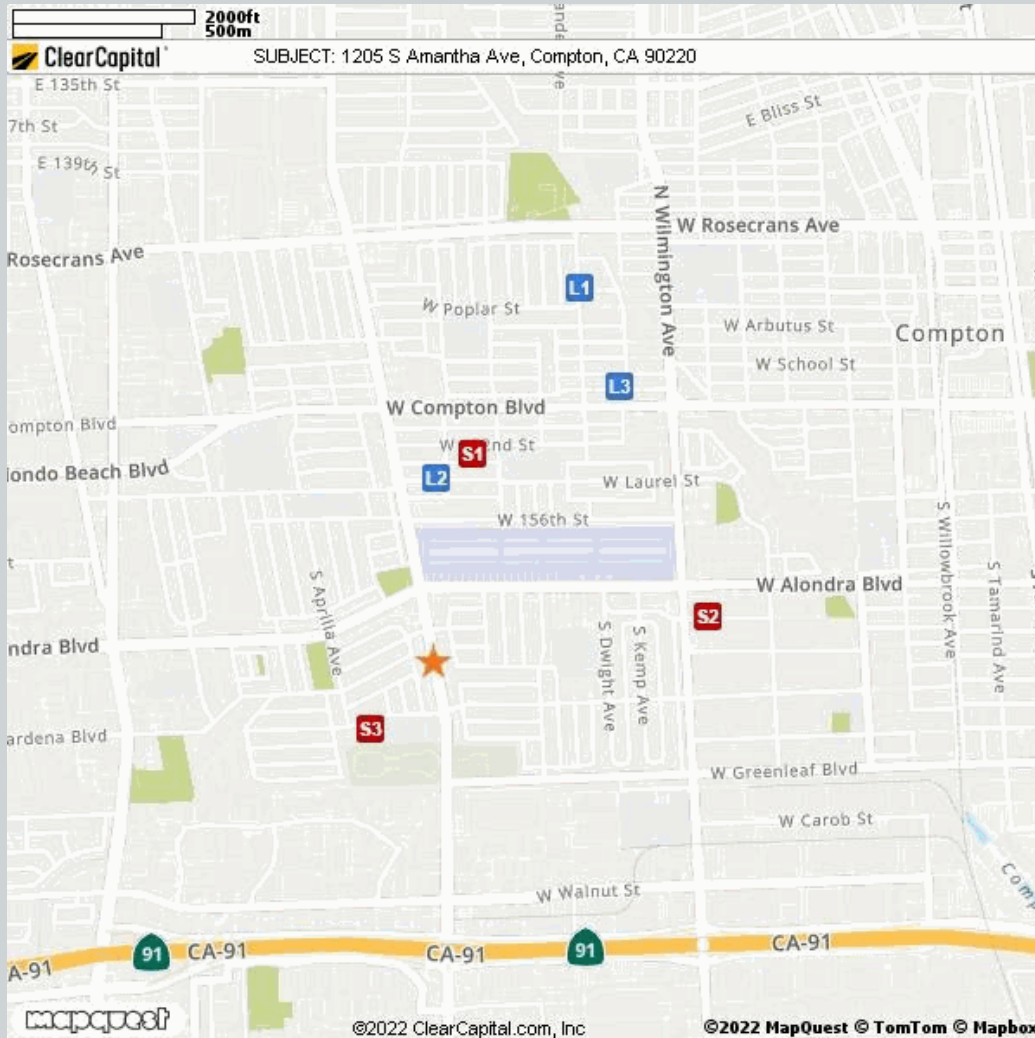 2000ft
500m
ClearCapital
SUBJECT: 1205 S Amantha Ave, Compton, CA 90220
E 135th St
7th St
E Bliss St
E 139th St
N Wilmington Ave
W Rosecrans Ave
Rosecrans Ave
L1
W Poplar St
W Arbutus St
Compton
W School St
L3
W Compton Blvd
ompton Blvd
S1
L2
londo Beach Blvd
W Laurel St
W 156th St
S Willowbrook Ave
S Tamarind Ave
S Aprilla Ave
W Alondra Blvd
S2
ndra Blvd
S Dwight Ave
S Kemp Ave
S3
ardena Blvd
W Greenleaf Blvd
W Carob St
Comp
W Walnut St
91
CA-91
CA-91
91
CA-91
A-91
mapquest
©2022 ClearCapital.com, Inc
©2022 MapQuest © TomTom © Mapbox